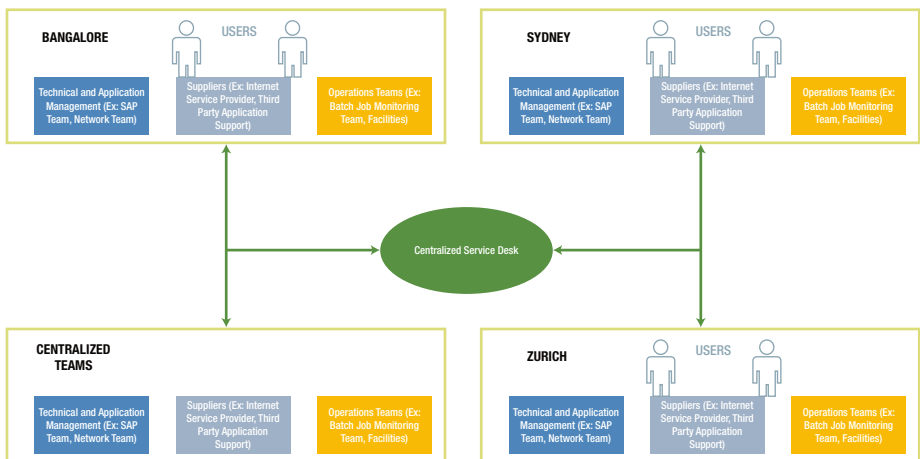 BANGALORE
USERS
Technical and Application
Management (Ex: SAP
Team, Network Team)
Suppliers (Ex: Internet
Service Provider, Third
Party Application
Support)
Operations Teams (Ex:
Batch Job Monitoring
Team, Facilities)
SYDNEY
USERS
Technical and Application
Management (Ex: SAP
Team, Network Team)
Suppliers (Ex: Internet
Service Provider, Third
Party Application
Support)
Operations Teams (Ex:
Batch Job Monitoring
Team, Facilities)
Centralized Service Desk
CENTRALIZED
TEAMS
Technical and Application
Management (Ex: SAP
Team, Network Team)
Suppliers (Ex: Internet
Service Provider, Third
Party Application
Support)
Operations Teams (Ex:
Batch Job Monitoring
Team, Facilities)
ZURICH
USERS
Technical and Application
Management (Ex: SAP
Team, Network Team)
Suppliers (Ex: Internet
Service Provider, Third
Party Application
Support)
Operations Teams (Ex:
Batch Job Monitoring
Team, Facilities)